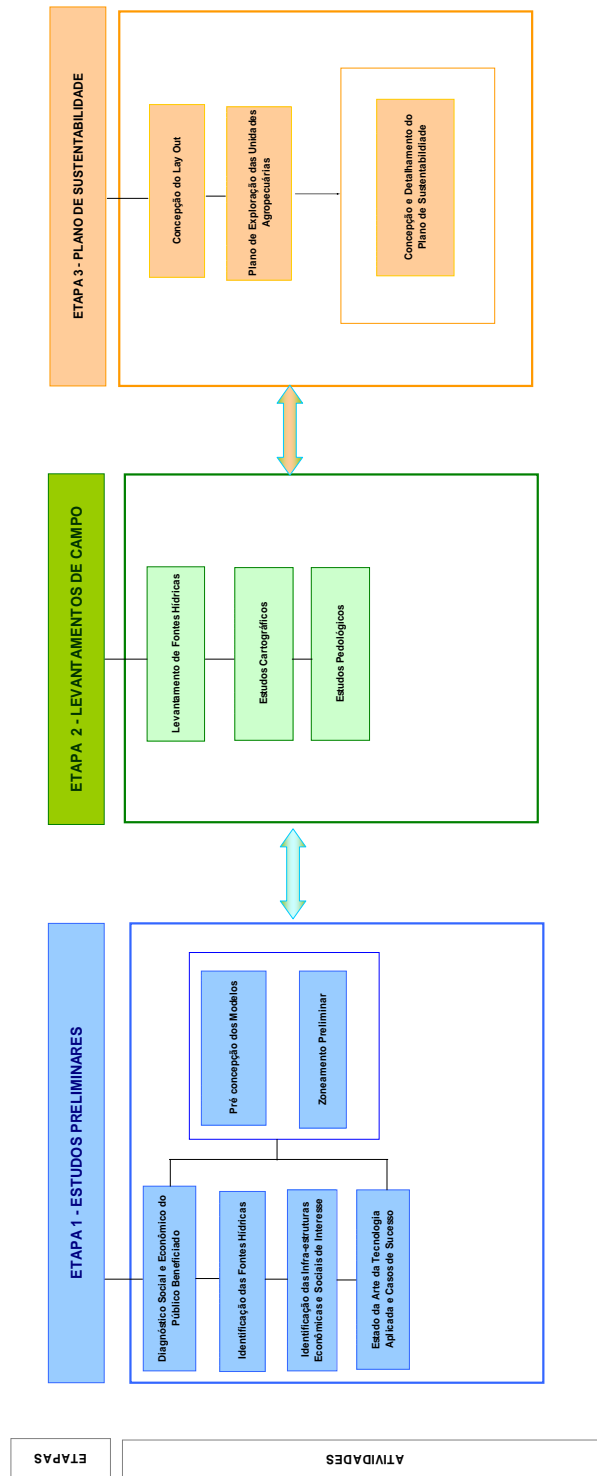 ETAPAS
ATIVIDADES
ETAPA 1 - ESTUDOS PRELIMINARES
Diagnóstico Social e Econômico do
Público Beneficiado
Identificação das Fontes Hídricas
Identificação das Infra-estruturas
Econômicas e Sociais de Interesse
Estado da Arte da Tecnologia
Aplicada e Casos de Sucesso
Pré concepção dos Modelos
Zoneamento Preliminar
ETAPA 2 - LEVANTAMENTOS DE CAMPO
Levantamento de Fontes Hídricas
Estudos Cartográficos
Estudos Pedológicos
ETAPA 3 - PLANO DE SUSTENTABILIDADE
Concepção do Lay Out
Plano de Exploração das Unidades
Agropecuárias
Concepção e Detalhamento do
Plano de Sustentabildiade